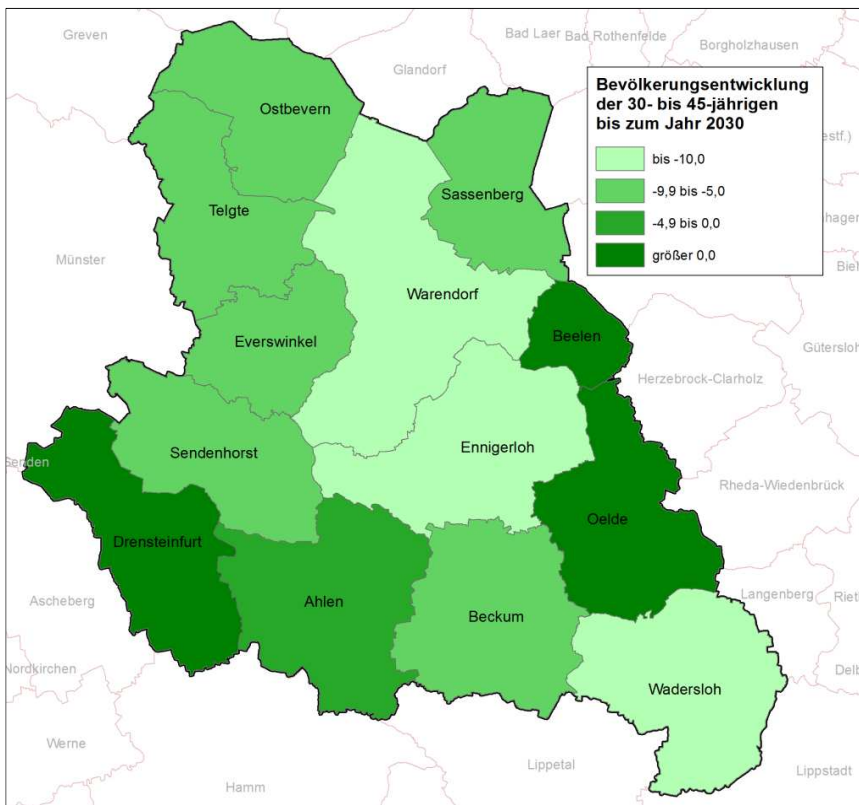 Greven
Bad Laer
Bad Rothenfelde
Borgholzhausen
Glandorf
Bevölkerungsentwicklung
der 30- bis 45-jährigen
bis zum Jahr 2030
bis -10,0
-9,9 bis -5,0
-4,9 bis 0,0
größer 0,0
Ostbevern
Sassenberg
Telgte
Münster
Warendorf
Beelen
Everswinkel
Gütersloh
Herzebrock-Clarholz
Ennigerloh
Sendenhorst
Senden
Rheda-Wiedenbrück
Oelde
Drensteinfurt
Ahlen
Ascheberg
Langenberg
Beckum
Nordkirchen
Wadersloh
Werne
Lippetal
Lippstadt
Hamm